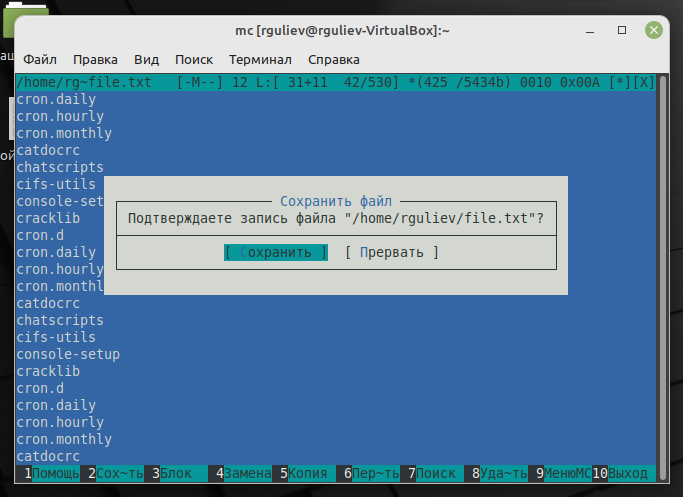 mc [rguliev@rguliev-VirtualBox]:~
Файл Правка Вид Поиск Терминал Справка
/home/rg~file.txt [-M--] 12 L:[ 31+11 42/530] *(425 /5434b) 0010 0x00A [*][X]
cron.daily
cron.hourly
cron.monthly
catdocrc
chatscripts
cifs-utils
console-set
cracklib
cron.d
cron.daily
cron.hourly
cron.monthl
catdocrc
chatscripts
cifs-utils
console-setup
cracklib
cron.d
cron.daily
cron.hourly
cron.monthly
catdocrc
Сохранить файл
Подтверждаете запись файла "/home/rguliev/file.txt"?
[ Сохранить ] [ Прервать ]
1Помощь 2Сох~ть 3Блок 4Замена 5Копия 6Пер~ть 7Поиск 8Уда~ть 9МенюMC 10Выход